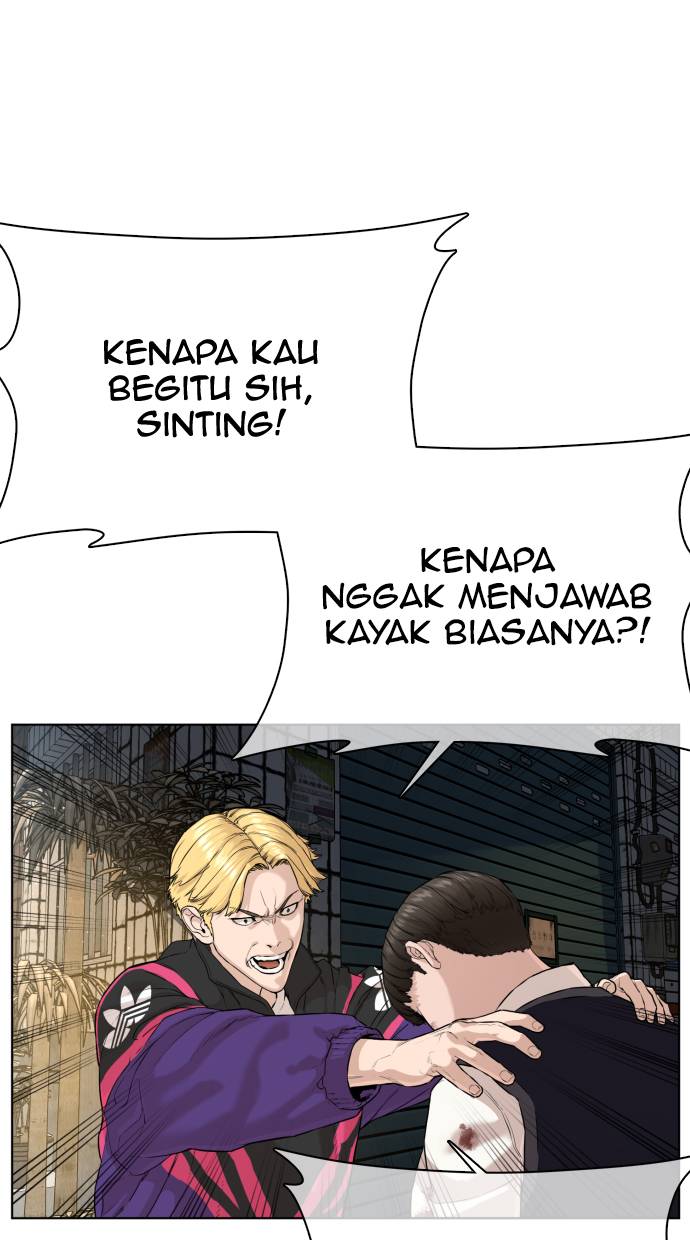 KENAPA KAU
BEGITU SIH,
SINTING!
KENAPA
NGGAK MENJAWAB
KAYAK BIASANYA?!